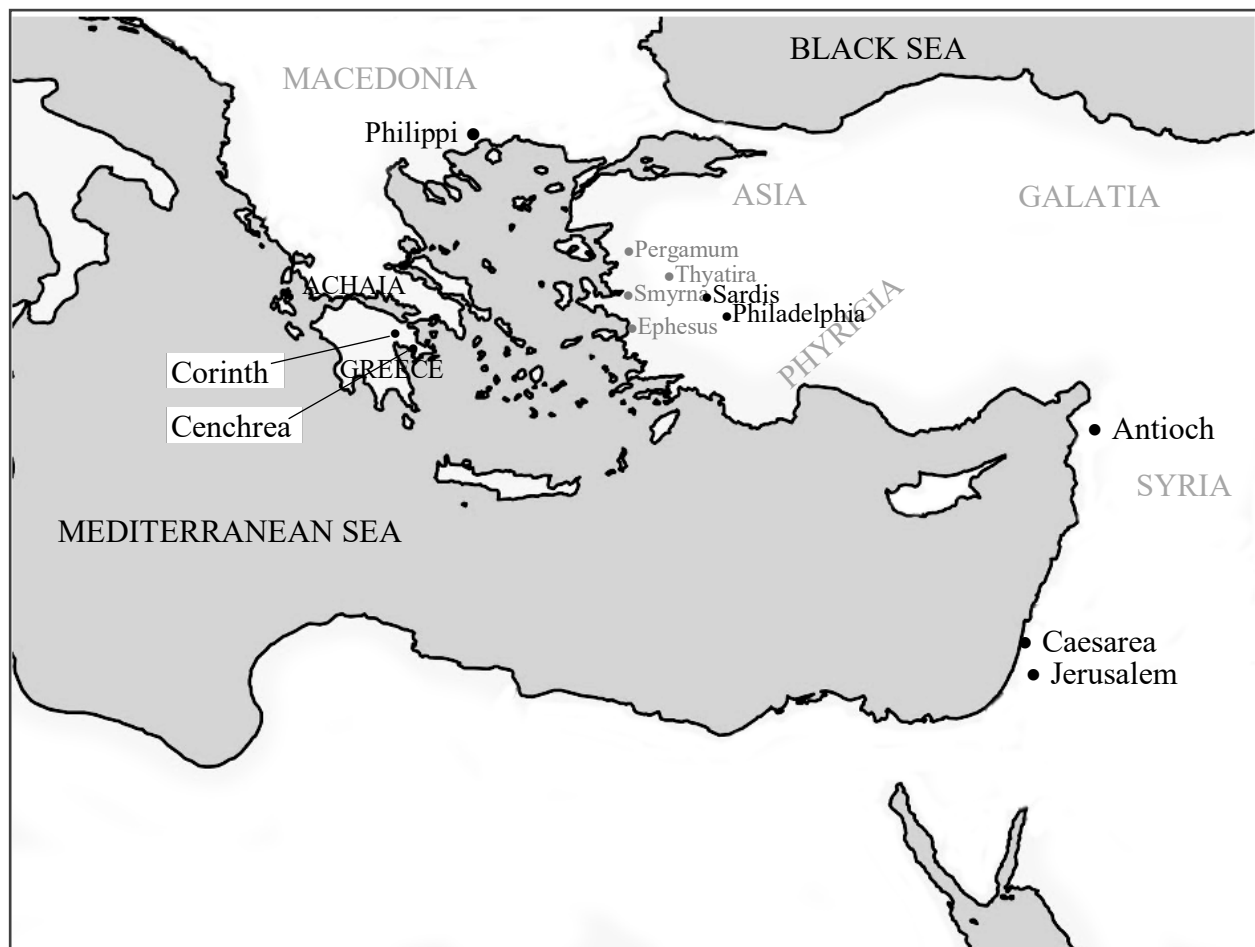 BLACK SEA
MACEDONIA
Philippi
ASIA
GALATIA
Pergamum
Thyatira
ACHAIA
Smyrna
Sardis
Philadelphia
Ephesus
PHYRIGIA
GREECE
Corinth
Cenchrea
Antioch
SYRIA
MEDITERRANEAN SEA
Caesarea
Jerusalem